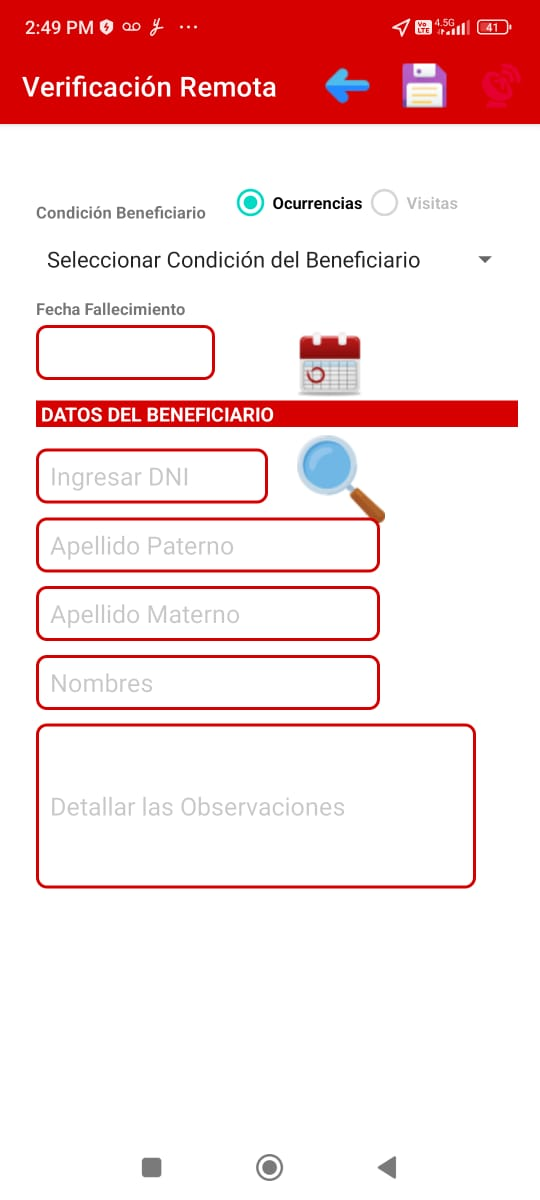 2:49 PM
Vo LTE 4.5G 41
Verificación Remota
Condición Beneficiario Ocurrencias Visitas
Seleccionar Condición del Beneficiario
Fecha Fallecimiento
DATOS DEL BENEFICIARIO
Ingresar DNI
Apellido Paterno
Apellido Materno
Nombres
Detallar las Observaciones